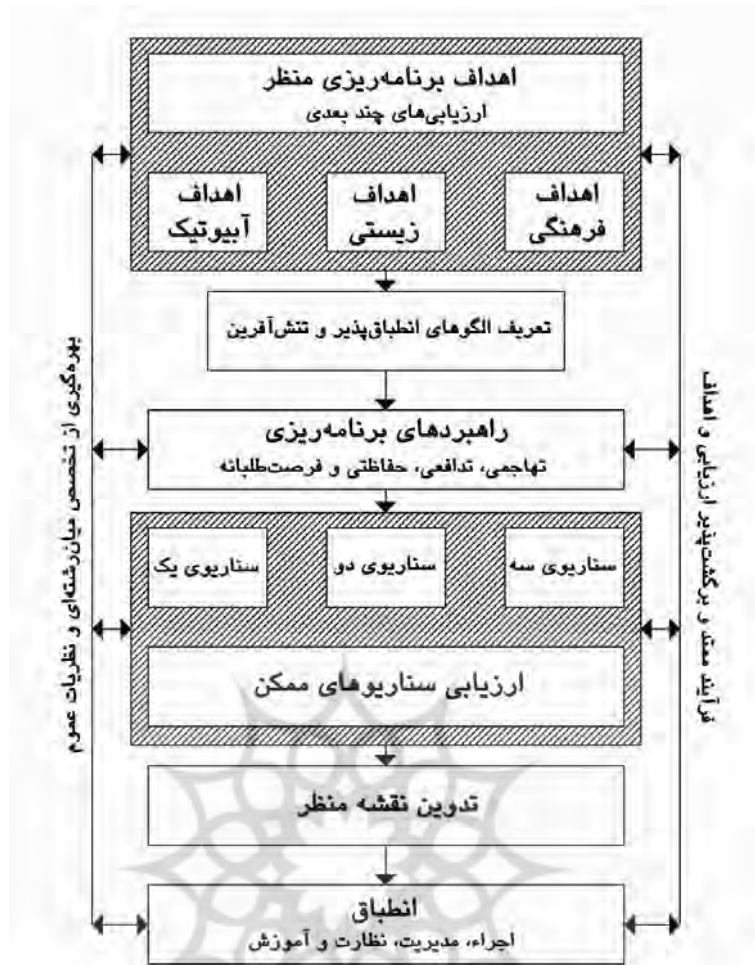 اهداف برنامه‌ریزی منظر
ارزیابی‌های چند بعدی
اهداف
فرهنگی
اهداف
زیستی
اهداف
آبیوتیک
تعریف الگوهای انطباق‌پذیر و تنش‌آفرین
راهبردهای برنامه‌ریزی
تهاجمی، تدافعی، حفاظتی و فرصت‌طلبانه
سناریوی سه
سناریوی دو
سناریوی یک
ارزیابی سناریوهای ممکن
تدوین نقشه منظر
انطباق
اجراء، مدیریت، نظارت و آموزش
فرآیند ممتد و برگشت‌پذیر ارزیابی و اهداف
بهره‌گیری از تخصص میان‌رشته‌ای و نظریات عموم